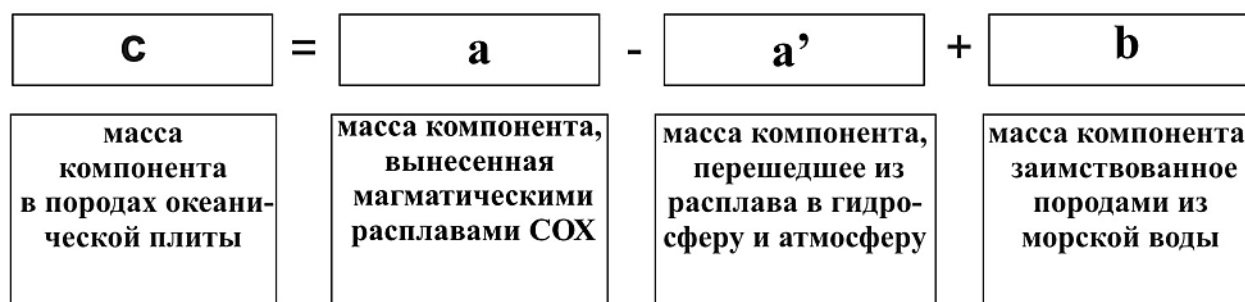 c = a - a’ + b
масса
компонента
в породах океани-
ческой плиты
масса компонента,
вынесенная
магматическими
расплавами СОХ
масса компонента,
перешедшее из
расплава в гидро-
сферу и атмосферу
масса компонента
заимствованное
породами из
морской воды